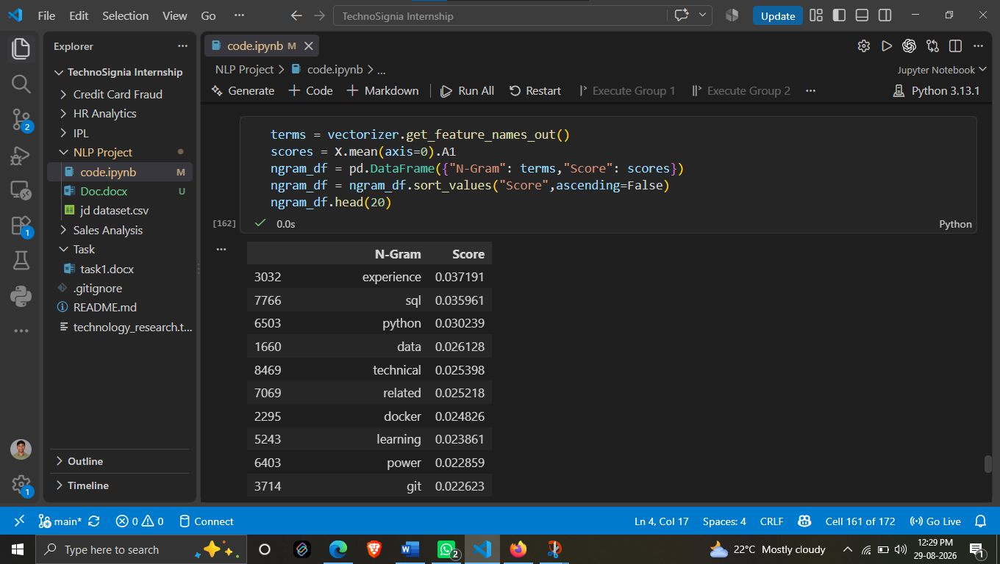 File Edit Selection View Go ···
TechnoSignia Internship
Update
Explorer ···
TechnoSignia Internship
Credit Card Fraud
HR Analytics
IPL
NLP Project
code.ipynb M
Doc.docx U
jd dataset.csv
Sales Analysis
Task
task1.docx
.gitignore
README.md
technology_research.t...
Outline
Timeline
2
1
1
code.ipynb M
NLP Project > code.ipynb > ...
Jupyter Notebook
Generate + Code + Markdown Run All Restart Execute Group 1 Execute Group 2 ··· Python 3.13.1
terms = vectorizer.get_feature_names_out()
scores = X.mean(axis=0).A1
ngram_df = pd.DataFrame({"N-Gram": terms,"Score": scores})
ngram_df = ngram_df.sort_values("Score",ascending=False)
ngram_df.head(20)
[162] 0.0s Python
N-Gram Score
3032 experience 0.037191
7766 sql 0.035961
6503 python 0.030239
1660 data 0.026128
8469 technical 0.025398
7069 related 0.025218
2295 docker 0.024826
5243 learning 0.023861
6403 power 0.022859
3714 git 0.022623
main* 0 0 Connect Ln 4, Col 17 Spaces: 4 CRLF Cell 161 of 172 Go Live
Type here to search
2
22°C Mostly cloudy
12:29 PM
29-08-2026
1